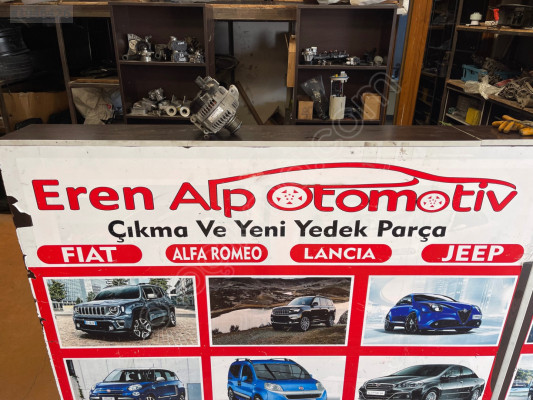 Eren Alp Otomotiv
Çıkma Ve Yeni Yedek Parça
FIAT
ALFA ROMEO
LANCIA
JEEP